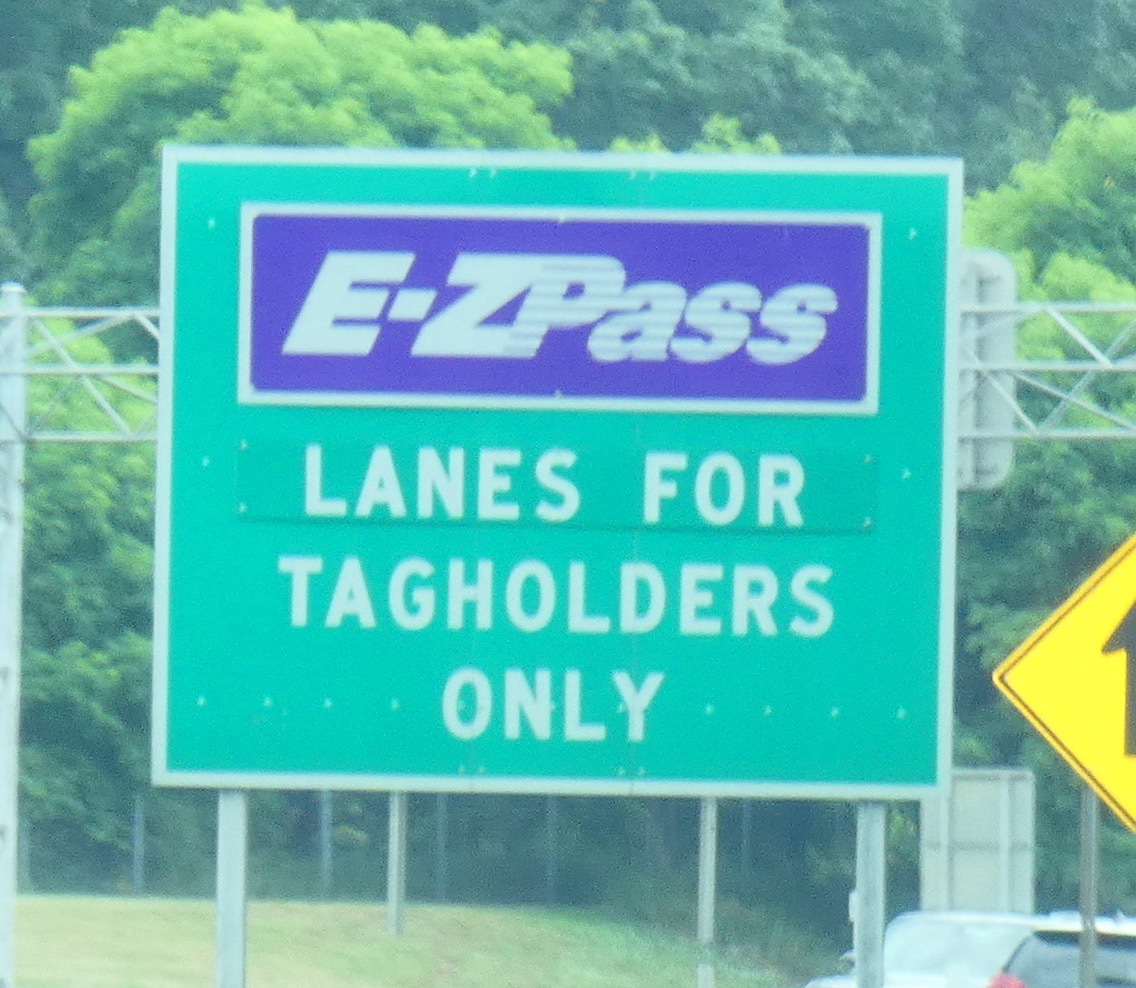 E-ZPass
LANES FOR
TAGHOLDERS
ONLY